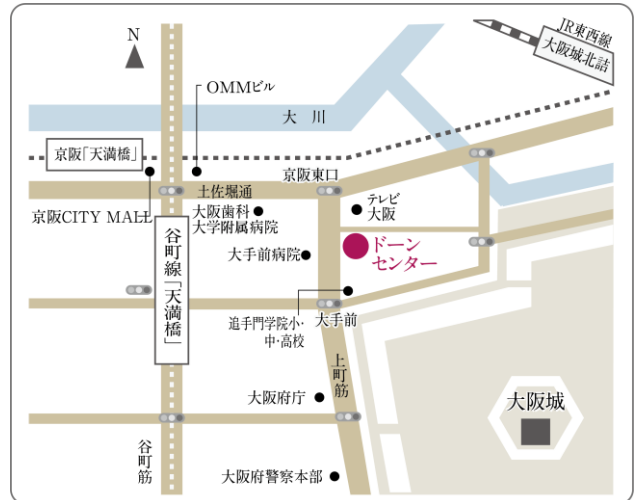 JR東西線
大阪城北詰
N
OMMビル
大 川
京阪「天満橋」
京阪東口
土佐堀通
テレビ
大阪
京阪CITY MALL
大阪歯科
大学附属病院
ドーン
センター
大手前病院
谷町線「天満橋」
追手門学院小・
中・高校
大手前
上町筋
大阪府庁
大阪城
谷町筋
大阪府警察本部